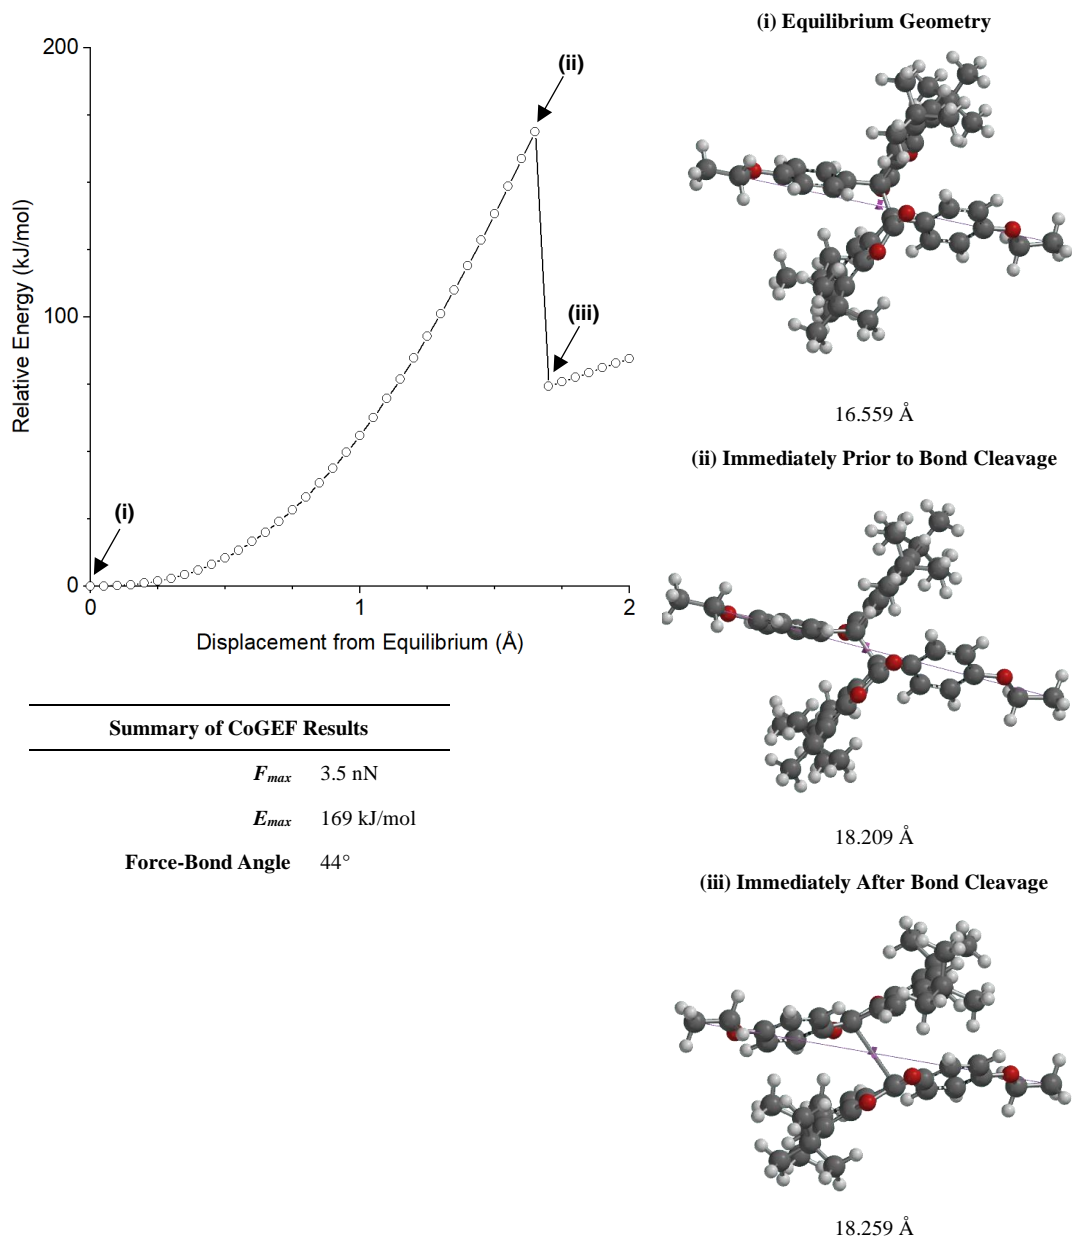 200
100
0
Relative Energy (kJ/mol)
(i)
(ii)
(iii)
0
1
2
Displacement from Equilibrium (Å)
Summary of CoGEF Results
Fmax 3.5 nN
Emax 169 kJ/mol
Force-Bond Angle 44°
(i) Equilibrium Geometry
16.559 Å
(ii) Immediately Prior to Bond Cleavage
18.209 Å
(iii) Immediately After Bond Cleavage
18.259 Å